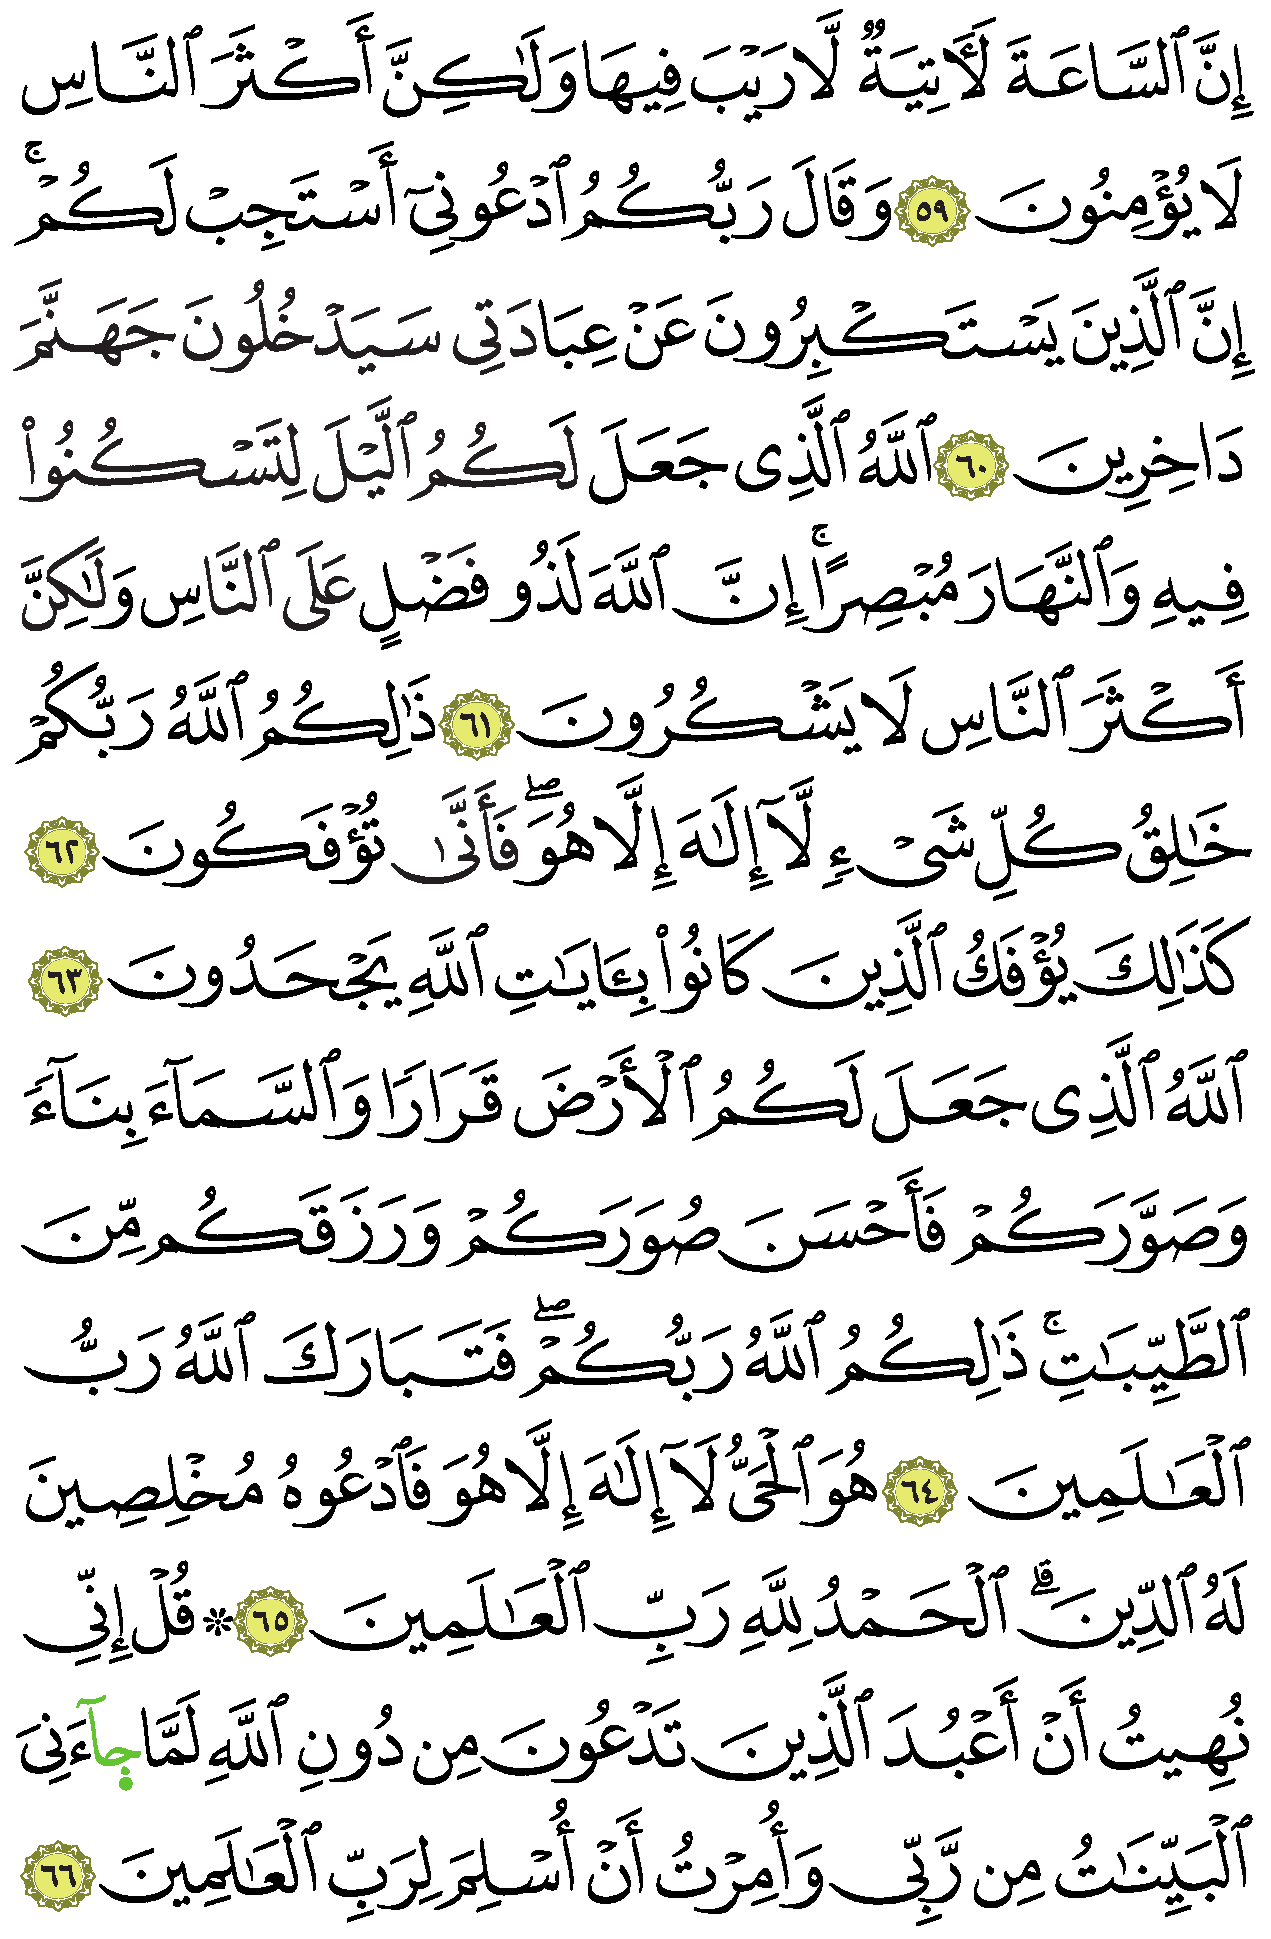 إِنَّ ٱلسَّاعَةَ لَأٓتِيَةٌ لَّا رَيْبَ فِيهَا وَلَٰكِنَّ أَكْثَرَ ٱلنَّاسِ
لَا يُؤْمِنُونَ ٥٩ وَقَالَ رَبُّكُمُ ٱدْعُونِىٓ أَسْتَجِبْ لَكُمْ ۚ
إِنَّ ٱلَّذِينَ يَسْتَكْبِرُونَ عَنْ عِبَادَتِى سَيَدْخُلُونَ جَهَنَّمَ
دَاخِرِينَ ٦٠ ٱللَّهُ ٱلَّذِى جَعَلَ لَكُمُ ٱلَّيْلَ لِتَسْكُنُوا۟
فِيهِ وَٱلنَّهَارَ مُبْصِرًا ۚ إِنَّ ٱللَّهَ لَذُو فَضْلٍ عَلَى ٱلنَّاسِ وَلَٰكِنَّ
أَكْثَرَ ٱلنَّاسِ لَا يَشْكُرُونَ ٦١ ذَٰلِكُمُ ٱللَّهُ رَبُّكُمْ
خَٰلِقُ كُلِّ شَىْءٍ لَّآ إِلَٰهَ إِلَّا هُوَ ۖ فَأَنَّىٰ تُؤْفَكُونَ ٦٢
كَذَٰلِكَ يُؤْفَكُ ٱلَّذِينَ كَانُوا۟ بِـَٔايَٰتِ ٱللَّهِ يَجْحَدُونَ ٦٣
ٱللَّهُ ٱلَّذِى جَعَلَ لَكُمُ ٱلْأَرْضَ قَرَارًا وَٱلسَّمَآءَ بِنَآءً
وَصَوَّرَكُمْ فَأَحْسَنَ صُوَرَكُمْ وَرَزَقَكُم مِّنَ
ٱلطَّيِّبَٰتِ ۚ ذَٰلِكُمُ ٱللَّهُ رَبُّكُمْ ۖ فَتَبَارَكَ ٱللَّهُ رَبُّ
ٱلْعَٰلَمِينَ ٦٤ هُوَ ٱلْحَىُّ لَآ إِلَٰهَ إِلَّا هُوَ فَٱدْعُوهُ مُخْلِصِينَ
لَهُ ٱلدِّينَ ۗ ٱلْحَمْدُ لِلَّهِ رَبِّ ٱلْعَٰلَمِينَ ٦٥ ۞ قُلْ إِنِّى
نُهِيتُ أَنْ أَعْبُدَ ٱلَّذِينَ تَدْعُونَ مِن دُونِ ٱللَّهِ لَمَّا جَآءَنِىَ
ٱلْبَيِّنَٰتُ مِن رَّبِّى وَأُمِرْتُ أَنْ أُسْلِمَ لِرَبِّ ٱلْعَٰلَمِينَ ٦٦